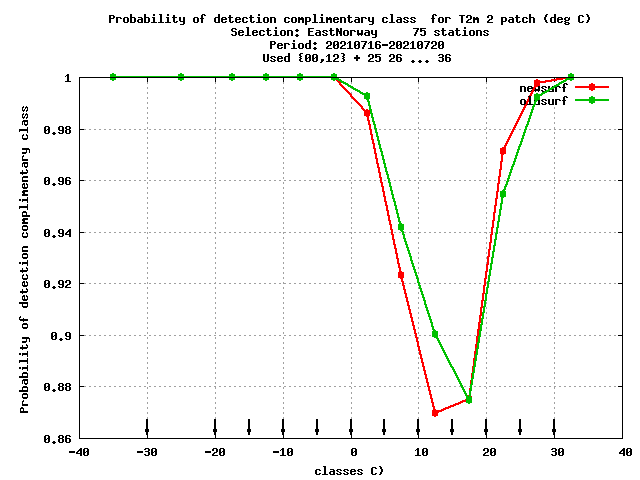 Probability of detection complimentary class for T2m 2 patch (deg C)
Selection: EastNorway 75 stations
Period: 20210716-20210720
Used {00,12} + 25 26 ... 36
Probability of detection complimentary class
1
0,98
0,96
0,94
0,92
0,9
0,88
0,86
newsurf
oldsurf
-40 -30 -20 -10 0 10 20 30 40
classes C)